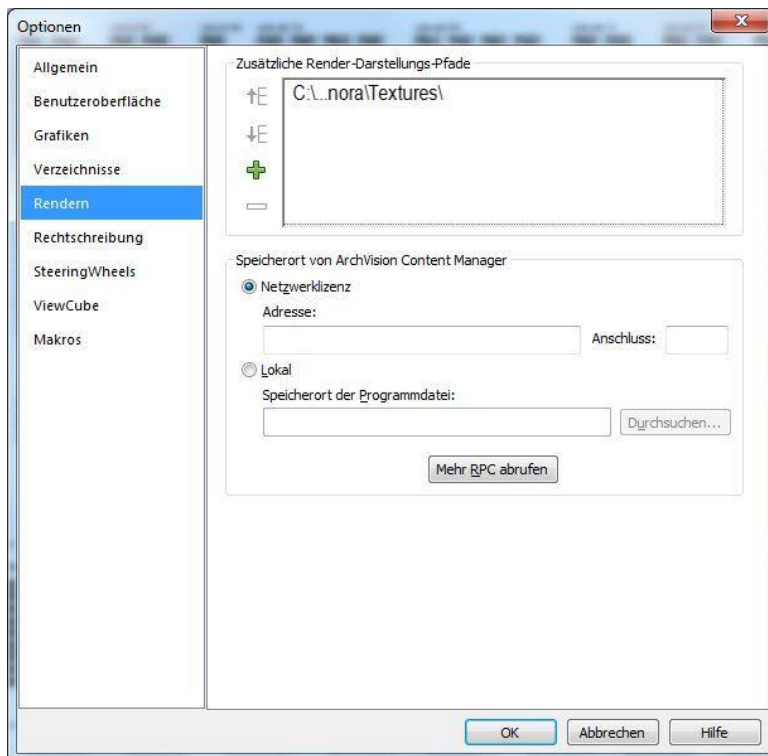 Optionen
Allgemein
Benutzeroberfläche
Grafiken
Verzeichnisse
Rendern
Rechtschreibung
SteeringWheels
ViewCube
Makros
Zusätzliche Render-Darstellungs-Pfade
C:\...nora\Textures\
Speicherort von ArchVision Content Manager
Netzwerklizenz
Adresse:
Anschluss:
Lokal
Speicherort der Programmdatei:
Durchsuchen...
Mehr RPC abrufen
OK Abbrechen Hilfe